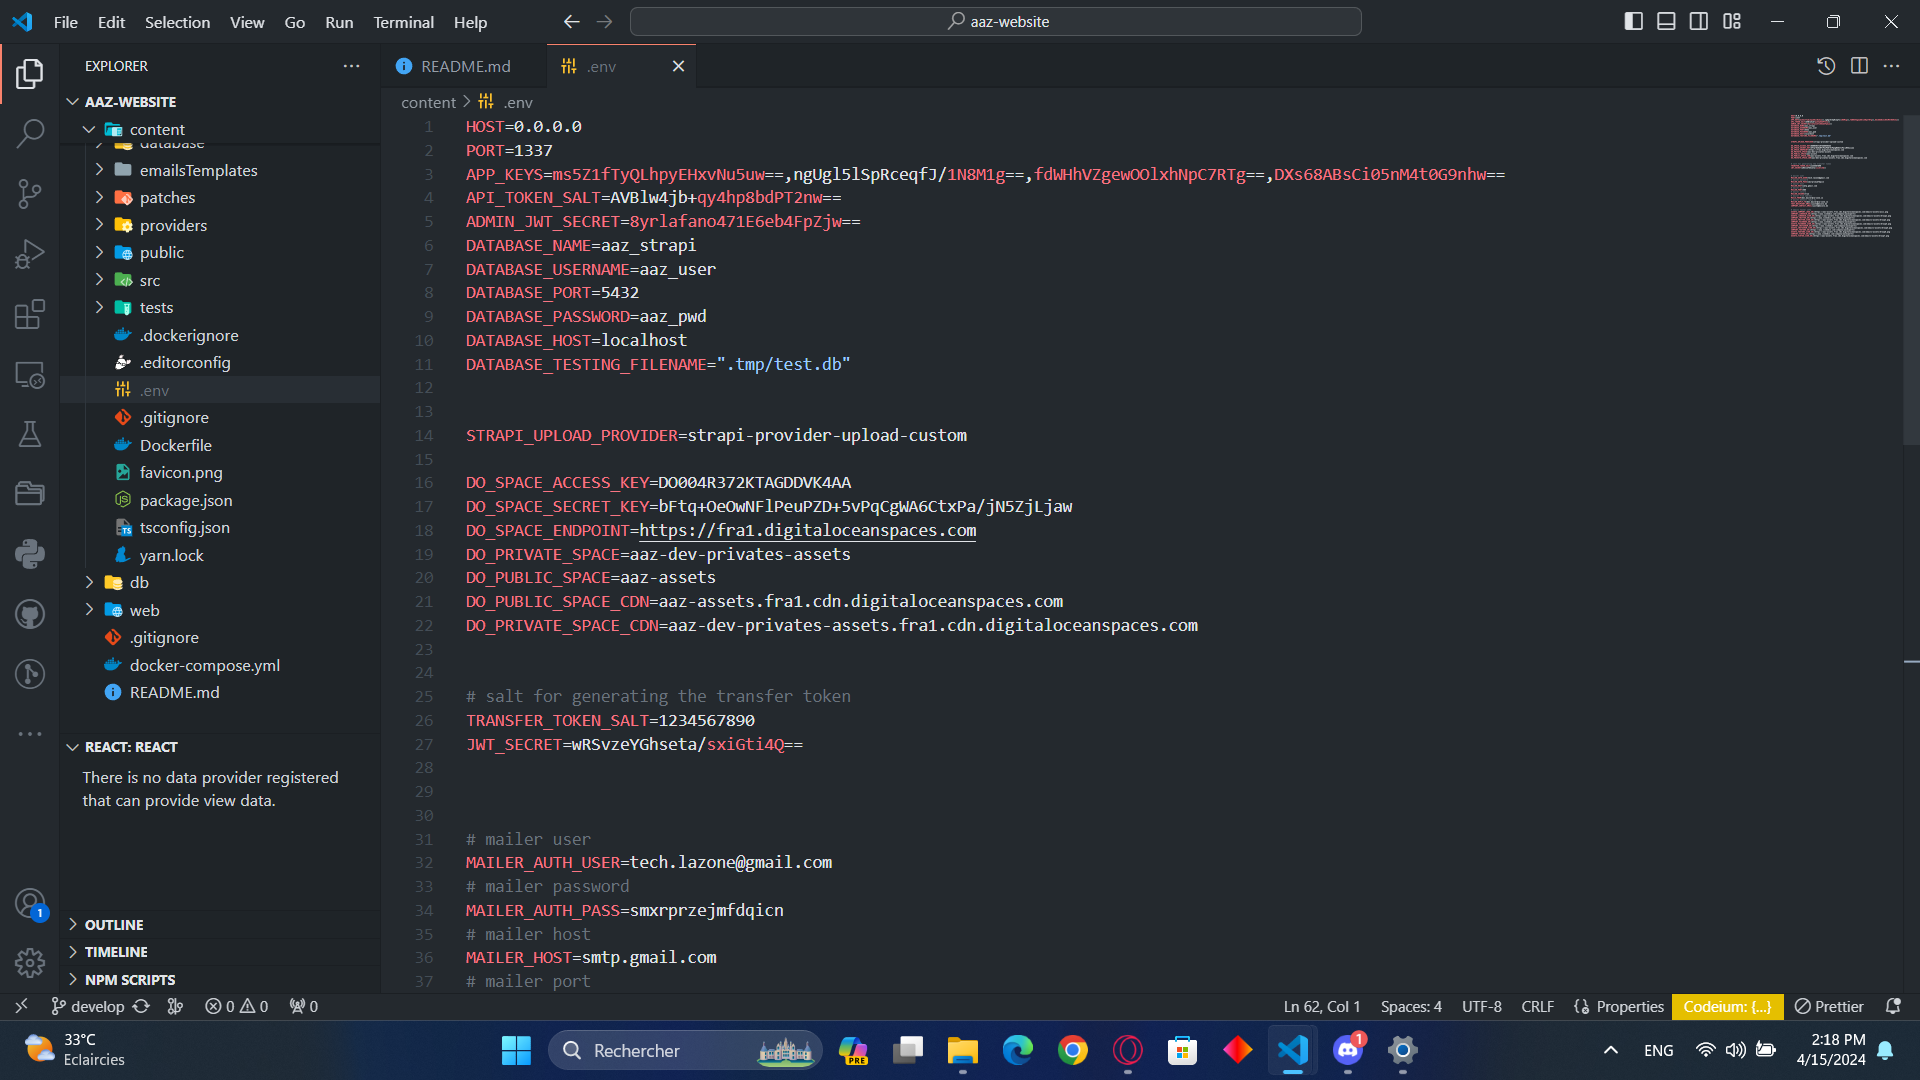 File Edit Selection View Go Run Terminal Help
aaz-website
EXPLORER
AAZ-WEBSITE
content
database
emailsTemplates
patches
providers
public
src
tests
.dockerignore
.editorconfig
.env
.gitignore
Dockerfile
favicon.png
package.json
tsconfig.json
yarn.lock
db
web
.gitignore
docker-compose.yml
README.md
REACT: REACT
There is no data provider registered
that can provide view data.
OUTLINE
TIMELINE
NPM SCRIPTS
README.md .env
content > .env
1 HOST=0.0.0.0
2 PORT=1337
3 APP_KEYS=ms5Z1fTyQLhpyEHxvNu5uw==,ngUgl5lSpRceqfJ/1N8M1g==,fdWHhVZgewOOlxhNpC7RTg==,DXs68ABsCi05nM4t0G9nhw==
4 API_TOKEN_SALT=AVBlw4jb+qy4hp8bdPT2nw==
5 ADMIN_JWT_SECRET=8yrlafano471E6eb4FpZjw==
6 DATABASE_NAME=aaz_strapi
7 DATABASE_USERNAME=aaz_user
8 DATABASE_PORT=5432
9 DATABASE_PASSWORD=aaz_pwd
10 DATABASE_HOST=localhost
11 DATABASE_TESTING_FILENAME=".tmp/test.db"
12
13
14 STRAPI_UPLOAD_PROVIDER=strapi-provider-upload-custom
15
16 DO_SPACE_ACCESS_KEY=DO004R372KTAGDDVK4AA
17 DO_SPACE_SECRET_KEY=bFtq+OeOwNFlPeuPZD+5vPqCgWA6CtxPa/jN5ZjLjaw
18 DO_SPACE_ENDPOINT=https://fra1.digitaloceanspaces.com
19 DO_PRIVATE_SPACE=aaz-dev-privates-assets
20 DO_PUBLIC_SPACE=aaz-assets
21 DO_PUBLIC_SPACE_CDN=aaz-assets.fra1.cdn.digitaloceanspaces.com
22 DO_PRIVATE_SPACE_CDN=aaz-dev-privates-assets.fra1.cdn.digitaloceanspaces.com
23
24
25 # salt for generating the transfer token
26 TRANSFER_TOKEN_SALT=1234567890
27 JWT_SECRET=wRSvzeYGhseta/sxiGti4Q==
28
29
30
31 # mailer user
32 MAILER_AUTH_USER=tech.lazone@gmail.com
33 # mailer password
34 MAILER_AUTH_PASS=smxrprzejmfdqicn
35 # mailer host
36 MAILER_HOST=smtp.gmail.com
37 # mailer port
1
develop 0 0 0 Ln 62, Col 1 Spaces: 4 UTF-8 CRLF Properties Codeium: {...} Prettier
33°C
Eclaircies
Rechercher
PRE
1
ENG
2:18 PM
4/15/2024